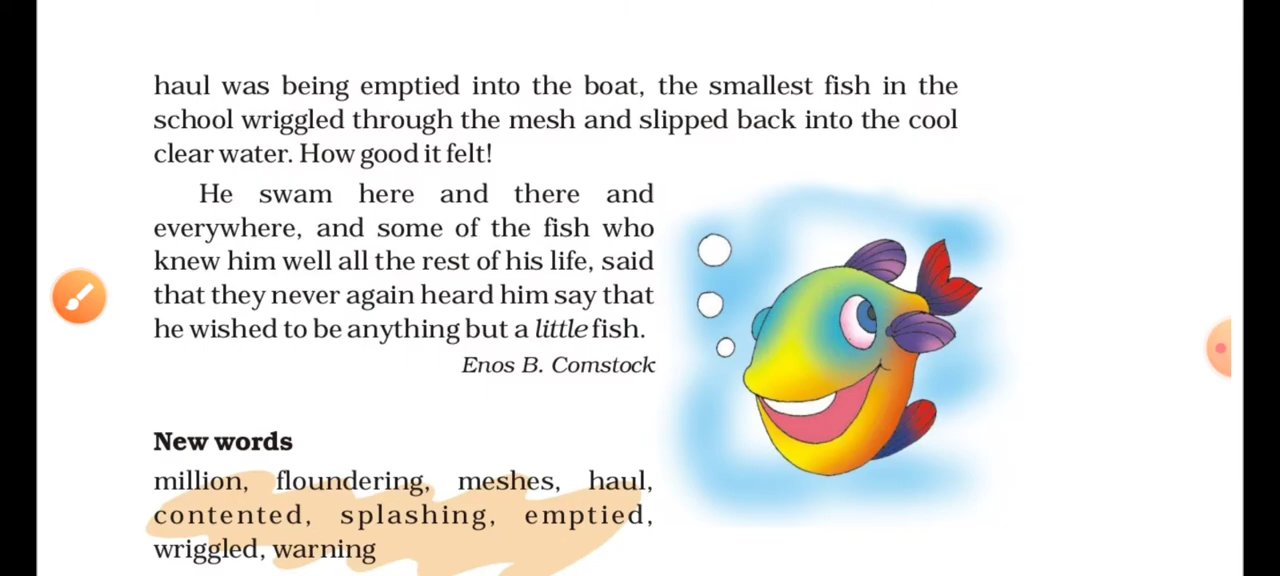 haul was being emptied into the boat, the smallest fish in the
school wriggled through the mesh and slipped back into the cool
clear water. How good it felt!
He swam here and there and
everywhere, and some of the fish who
knew him well all the rest of his life, said
that they never again heard him say that
he wished to be anything but a little fish.
Enos B. Comstock
New words
million, floundering, meshes, haul,
contented, splashing, emptied,
wriggled, warning